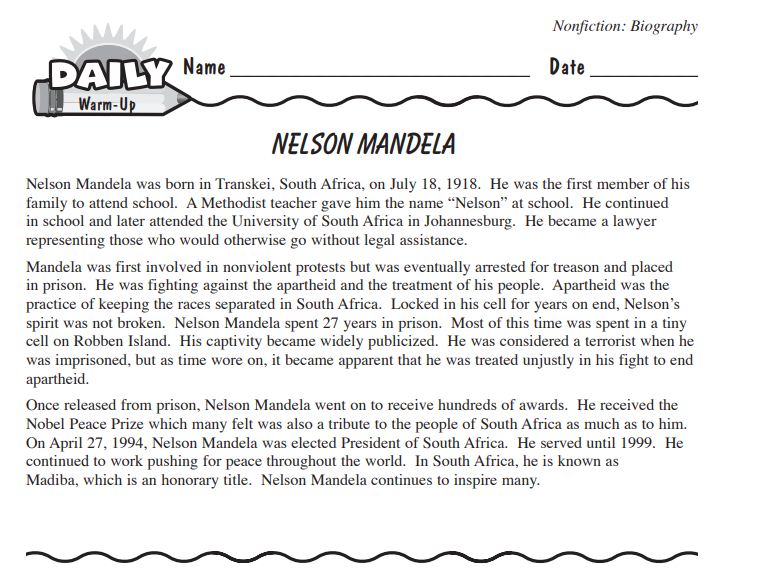 Nonfiction: Biography
DAILY
Warm-Up
Name
Date
NELSON MANDELA
Nelson Mandela was born in Transkei, South Africa, on July 18, 1918. He was the first member of his
family to attend school. A Methodist teacher gave him the name “Nelson” at school. He continued
in school and later attended the University of South Africa in Johannesburg. He became a lawyer
representing those who would otherwise go without legal assistance.
Mandela was first involved in nonviolent protests but was eventually arrested for treason and placed
in prison. He was fighting against the apartheid and the treatment of his people. Apartheid was the
practice of keeping the races separated in South Africa. Locked in his cell for years on end, Nelson’s
spirit was not broken. Nelson Mandela spent 27 years in prison. Most of this time was spent in a tiny
cell on Robben Island. His captivity became widely publicized. He was considered a terrorist when he
was imprisoned, but as time wore on, it became apparent that he was treated unjustly in his fight to end
apartheid.
Once released from prison, Nelson Mandela went on to receive hundreds of awards. He received the
Nobel Peace Prize which many felt was also a tribute to the people of South Africa as much as to him.
On April 27, 1994, Nelson Mandela was elected President of South Africa. He served until 1999. He
continued to work pushing for peace throughout the world. In South Africa, he is known as
Madiba, which is an honorary title. Nelson Mandela continues to inspire many.